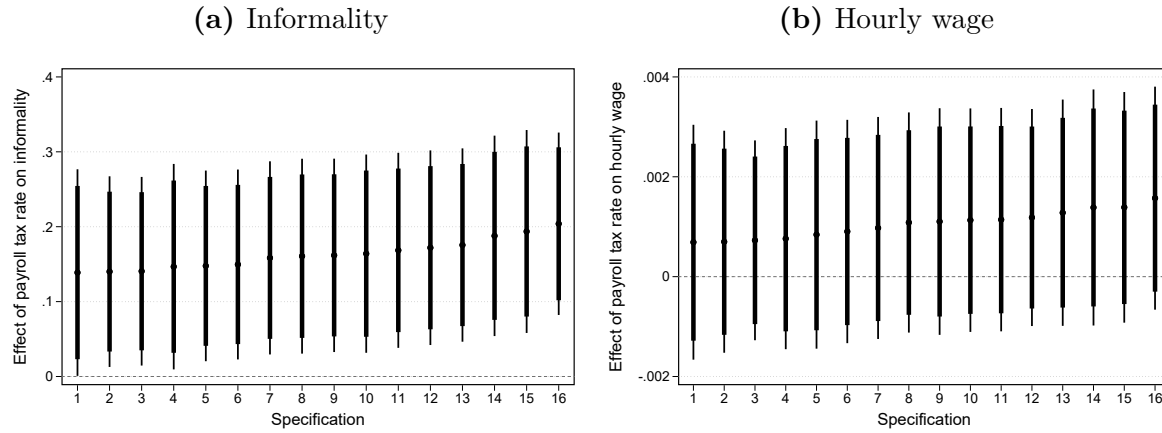 (a) Informality
Effect of payroll tax rate on informality
.4
.3
.2
.1
0
1 2 3 4 5 6 7 8 9 10 11 12 13 14 15 16
Specification
(b) Hourly wage
Effect of payroll tax rate on hourly wage
.004
.002
0
-.002
1 2 3 4 5 6 7 8 9 10 11 12 13 14 15 16
Specification